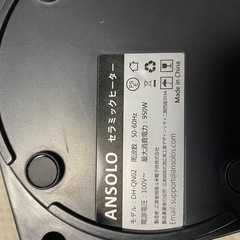 ANSOLO
セラミックヒーター
モデル：DH-QN02
電源電圧：100V～
周波数：50-60Hz
最大消費電力：950W
Email: support@ansolos.com
Made in China